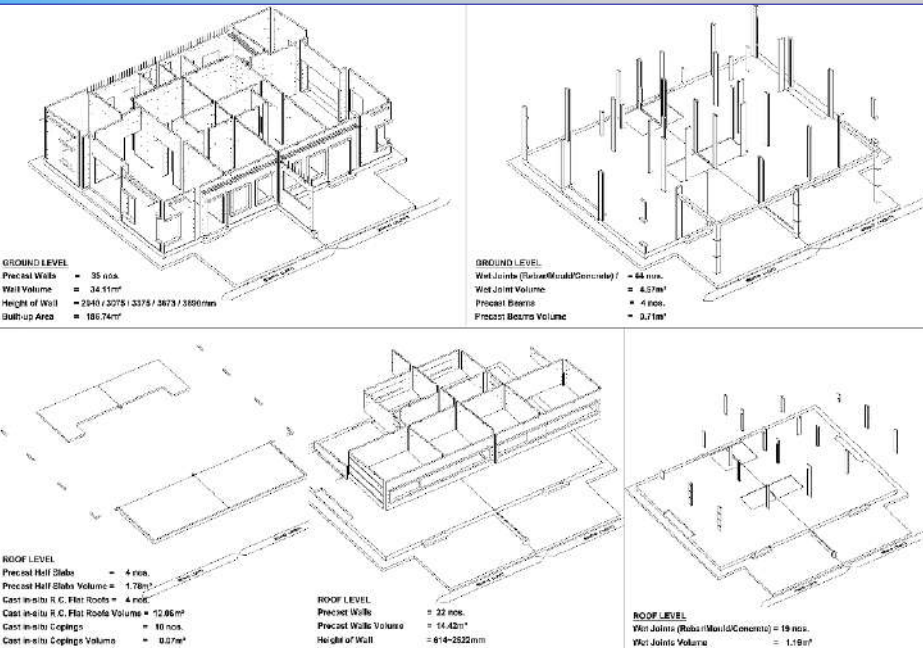 GROUND LEVEL
Precast Walls = 35 nos.
Wall Volume = 34.11m³
Height of Wall = 2940 / 3075 / 3375 / 3673 / 3898mm
Built-up Area = 186.74m²
GROUND LEVEL
Wet Joints (Rebar/Mould/Concrete) / = 44 nos.
Wet Joint Volume = 4.57m³
Precast Beams = 4 nos.
Precast Beams Volume = 0.71m³
ROOF LEVEL
Precast Half Slabs = 4 nos.
Precast Half Slabs Volume = 1.78m³
Cast in-situ R.C. Flat Roofs = 4 nos.
Cast in-situ R.C. Flat Roofs Volume = 12.06m³
Cast in-situ Copings = 10 nos.
Cast in-situ Copings Volume = 0.07m³
ROOF LEVEL
Precast Walls = 22 nos.
Precast Walls Volume = 14.42m³
Height of Wall = 614~2522mm
ROOF LEVEL
Wet Joints (Rebar/Mould/Concrete) = 19 nos.
Wet Joints Volume = 1.19m³